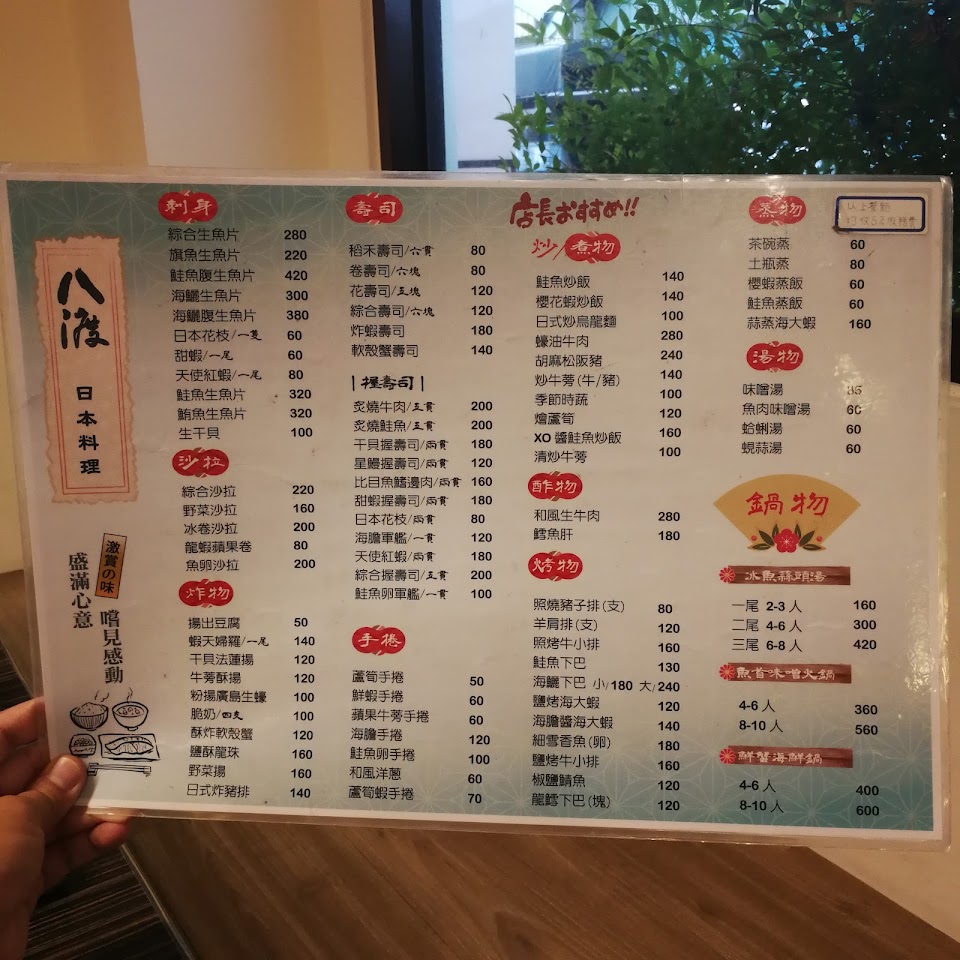 八渡
日本料理
激賞の味
盛滿心意
嚐見感動
刺身
綜合生魚片 280
旗魚生魚片 220
鮭魚腹生魚片 420
海鱺生魚片 300
海鱺腹生魚片 380
日本花枝/一隻 60
甜蝦/一尾 60
天使紅蝦/一尾 80
鮭魚生魚片 320
鮪魚生魚片 320
生干貝 100
沙拉
綜合沙拉 220
野菜沙拉 160
冰卷沙拉 200
龍蝦蘋果卷 80
魚卵沙拉 200
炸物
揚出豆腐 50
蝦天婦羅/一尾 140
干貝法蓮揚 120
牛蒡酥揚 120
粉揚廣島生蠔 100
脆奶/四支 100
酥炸軟殼蟹 120
鹽酥龍珠 160
野菜揚 160
日式炸豬排 140
壽司
稻禾壽司/六貫 80
卷壽司/六塊 80
花壽司/五塊 120
綜合壽司/六塊 120
炸蝦壽司 180
軟殼蟹壽司 140
|握壽司|
炙燒牛肉/五貫 200
炙燒鮭魚/五貫 200
干貝握壽司/兩貫 180
星鰻握壽司/兩貫 120
比目魚鰭邊肉/兩貫 160
甜蝦握壽司/兩貫 180
日本花枝/兩貫 80
海膽軍艦/一貫 120
天使紅蝦/兩貫 180
綜合握壽司/五貫 200
鮭魚卵軍艦/一貫 100
手捲
蘆筍手捲 50
鮮蝦手捲 60
蘋果牛蒡手捲 60
海膽手捲 120
鮭魚卵手捲 100
和風洋蔥 60
蘆筍蝦手捲 70
店長おすすめ!!
炒/煮物
鮭魚炒飯 140
櫻花蝦炒飯 140
日式炒烏龍麵 100
蠔油牛肉 280
胡麻松阪豬 240
炒牛蒡(牛/豬) 140
季節時蔬 100
燴蘆筍 120
XO醬鮭魚炒飯 160
清炒牛蒡 100
酢物
和風生牛肉 280
鱈魚肝 180
烤物
照燒豬子排(支) 80
羊肩排(支) 120
照烤牛小排 160
鮭魚下巴 130
海鱺下巴 小/180 大/240
鹽烤海大蝦 120
海膽醬海大蝦 140
細雪香魚(卵) 180
鹽烤牛小排 160
椒鹽鯖魚 120
龍鱈下巴(塊) 120
蒸物
茶碗蒸 60
土瓶蒸 80
櫻蝦蒸飯 60
鮭魚蒸飯 60
蒜蒸海大蝦 160
湯物
味噌湯 35
魚肉味噌湯 60
蛤蜊湯 60
蜆蒜湯 60
鍋物
冰魚蒜頭湯
一尾 2-3人 160
二尾 4-6人 300
三尾 6-8人 420
魚首味噌火鍋
4-6人 360
8-10人 560
鮮蟹海鮮鍋
4-6人 400
8-10人 600